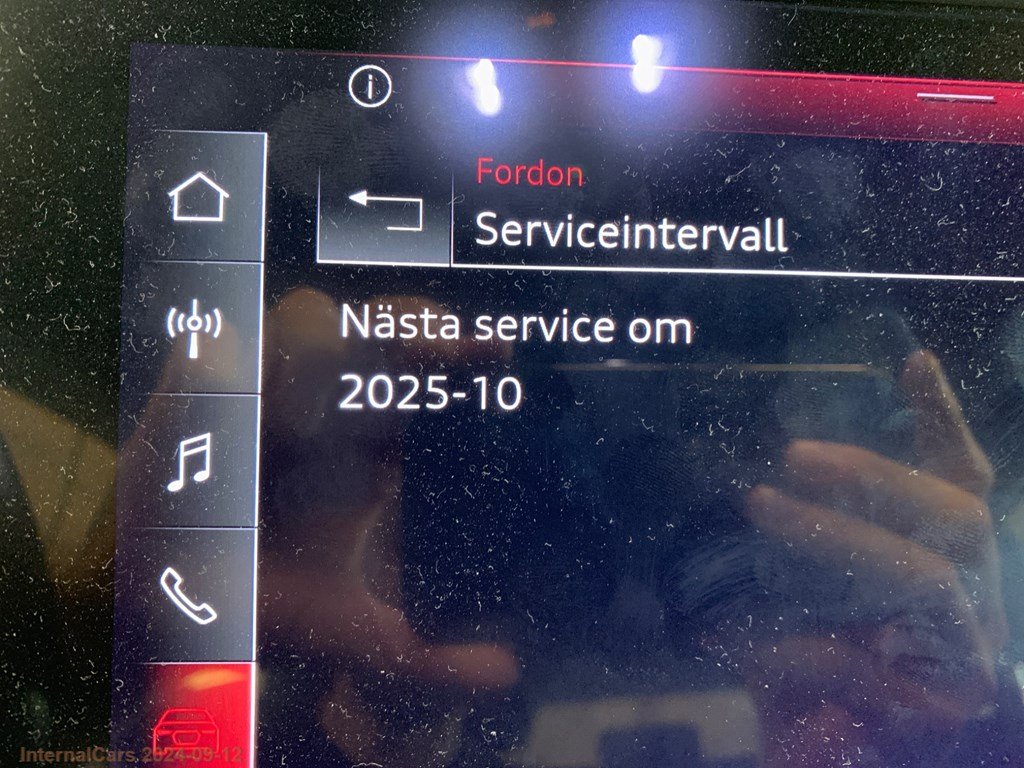 Fordon
Serviceintervall
Nästa service om
2025-10
InternalCars 2024-09-12